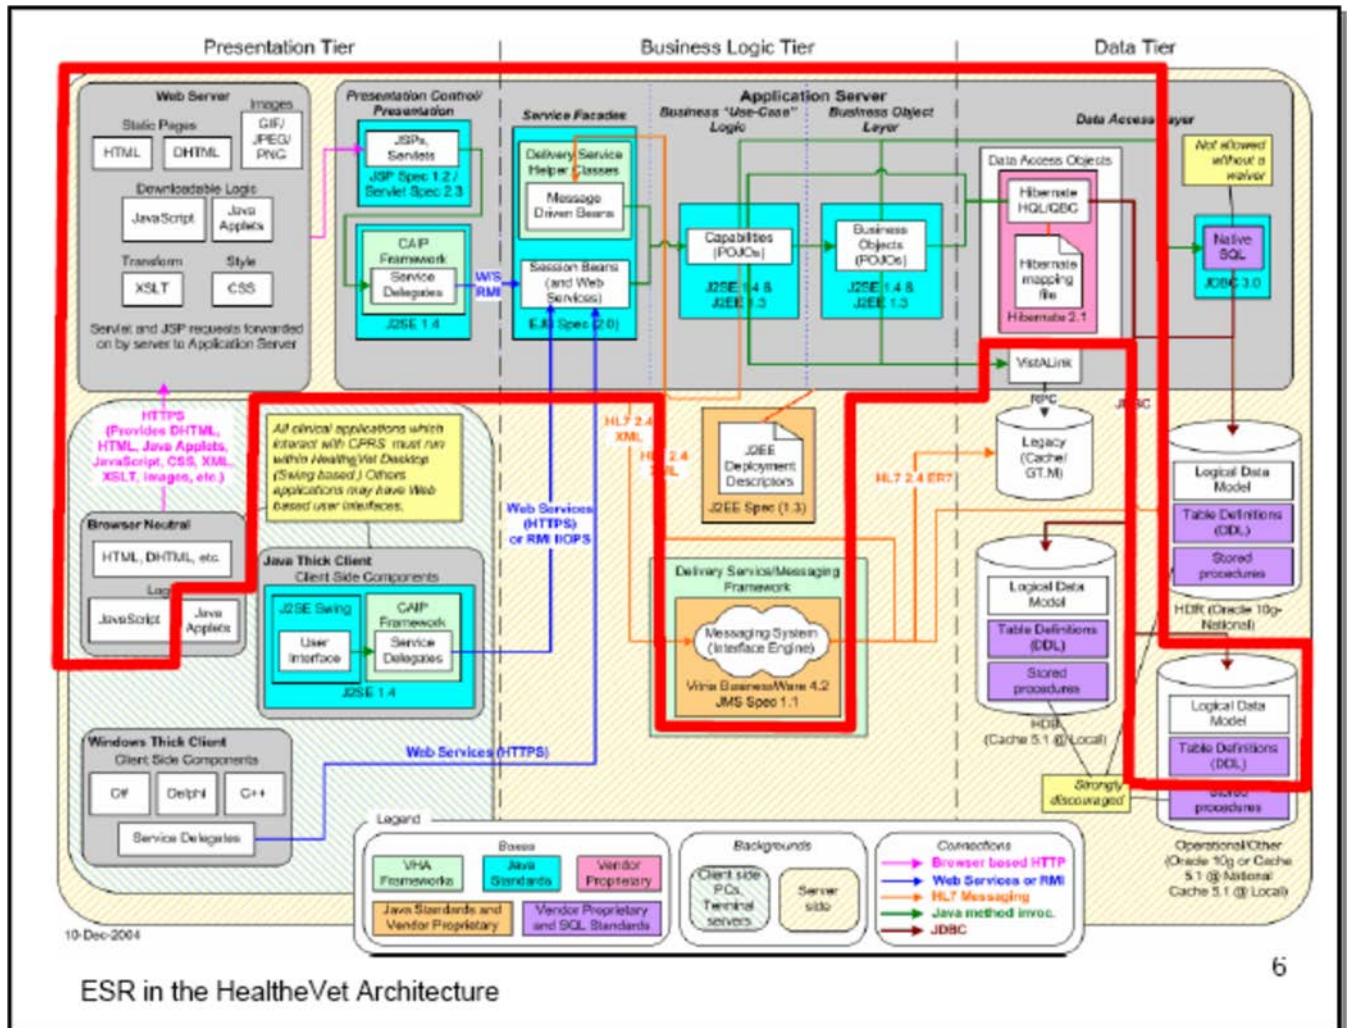 Presentation Tier
Business Logic Tier
Data Tier
Web Server
Images
Static Pages
GIF/
JPEG/
PNG
HTML
DHTML
Downloadable Logic
JavaScript
Java
Applets
Transform
Style
XSLT
CSS
Servlet and JSP requests forwarded
on by server to Application Server
Application Server
Presentation Control/
Presentation
JSPs,
Servlets
JSP Spec 1.2 /
Servlet Spec 2.3
CAIP
Framework
Service
Delegates
J2SE 1.4
W/S
RMI
Service Facades
Delivery Service
Helper Classes
Message
Driven Beans
Session Beans
(and Web
Services)
EJB Spec (2.0)
Business "Use-Case"
Logic
Capabilities
(POJOs)
J2SE 1.4 &
J2EE 1.3
Business Object
Layer
Business
Objects
(POJOs)
J2SE 1.4 &
J2EE 1.3
Data Access Layer
Data Access Objects
Hibernate
HQL/QBC
Hibernate
mapping
file
Hibernate 2.1
Not allowed
without a
waiver
Native
SQL
JDBC 3.0
VistALink
RPC
JDBC
Legacy
(Cache/
GT.M)
HTTPS
(Provides DHTML,
HTML, Java Applets,
JavaScript, CSS, XML,
XSLT, images, etc.)
All clinical applications which
interact with CPRS must run
within HealtheVet Desktop
(Swing based.) Others
applications may have Web
based user interfaces.
Browser Neutral
HTML, DHTML, etc.
JavaScript
Java
Applets
Java Thick Client
Client Side Components
J2SE Swing
User
Interface
CAIP
Framework
Service
Delegates
J2SE 1.4
Web Services
(HTTPS)
or RMI IIOPS
HL7 2.4
XML
HL7 2.4
XML
J2EE
Deployment
Descriptors
J2EE Spec (1.3)
HL7 2.4 ER7
Delivery Service/Messaging
Framework
Messaging System
(Interface Engine)
Vitria BusinessWare 4.2
JMS Spec 1.1
Logical Data
Model
Table Definitions
(DDL)
Stored
procedures
HDR (Oracle 10g-
National)
Logical Data
Model
Table Definitions
(DDL)
Stored
procedures
HDR
(Cache 5.1 @ Local)
Logical Data
Model
Table Definitions
(DDL)
Stored
procedures
Operational/Other
(Oracle 10g or Cache
5.1 @ National
Cache 5.1 @ Local)
Strongly
discouraged
Windows Thick Client
Client Side Components
C#
Delphi
C++
Service Delegates
Web Services (HTTPS)
Legend
Boxes
VHA
Frameworks
Java
Standards
Vendor
Proprietary
Java Standards and
Vendor Proprietary
Vendor Proprietary
and SQL Standards
Backgrounds
Client side
PCs,
Terminal
servers
Server
side
Connections
Browser based HTTP
Web Services or RMI
HL7 Messaging
Java method invoc.
JDBC
10-Dec-2004
6
ESR in the HealtheVet Architecture